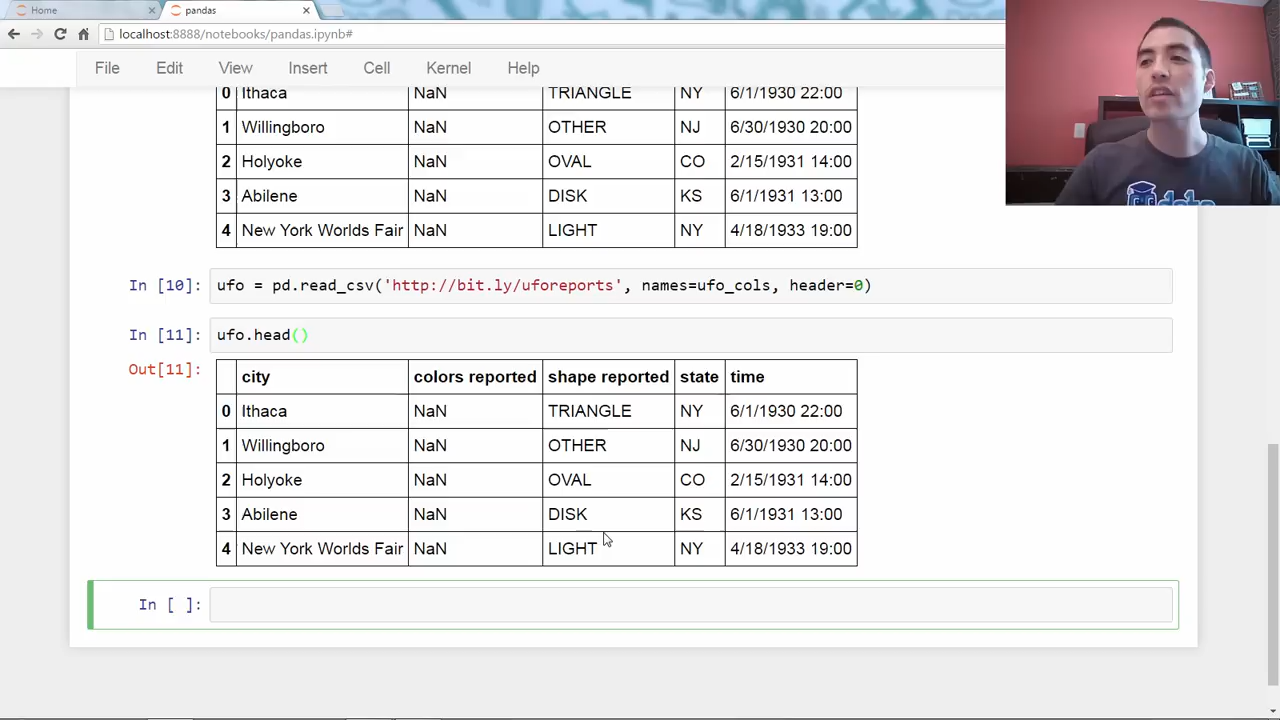 Home
pandas
localhost:8888/notebooks/pandas.ipynb#
File Edit View Insert Cell Kernel Help
0 Ithaca NaN TRIANGLE NY 6/1/1930 22:00
1 Willingboro NaN OTHER NJ 6/30/1930 20:00
2 Holyoke NaN OVAL CO 2/15/1931 14:00
3 Abilene NaN DISK KS 6/1/1931 13:00
4 New York Worlds Fair NaN LIGHT NY 4/18/1933 19:00
In [10]: ufo = pd.read_csv('http://bit.ly/uforeports', names=ufo_cols, header=0)
In [11]: ufo.head()
Out[11]:
city colors reported shape reported state time
0 Ithaca NaN TRIANGLE NY 6/1/1930 22:00
1 Willingboro NaN OTHER NJ 6/30/1930 20:00
2 Holyoke NaN OVAL CO 2/15/1931 14:00
3 Abilene NaN DISK KS 6/1/1931 13:00
4 New York Worlds Fair NaN LIGHT NY 4/18/1933 19:00
In [ ]: